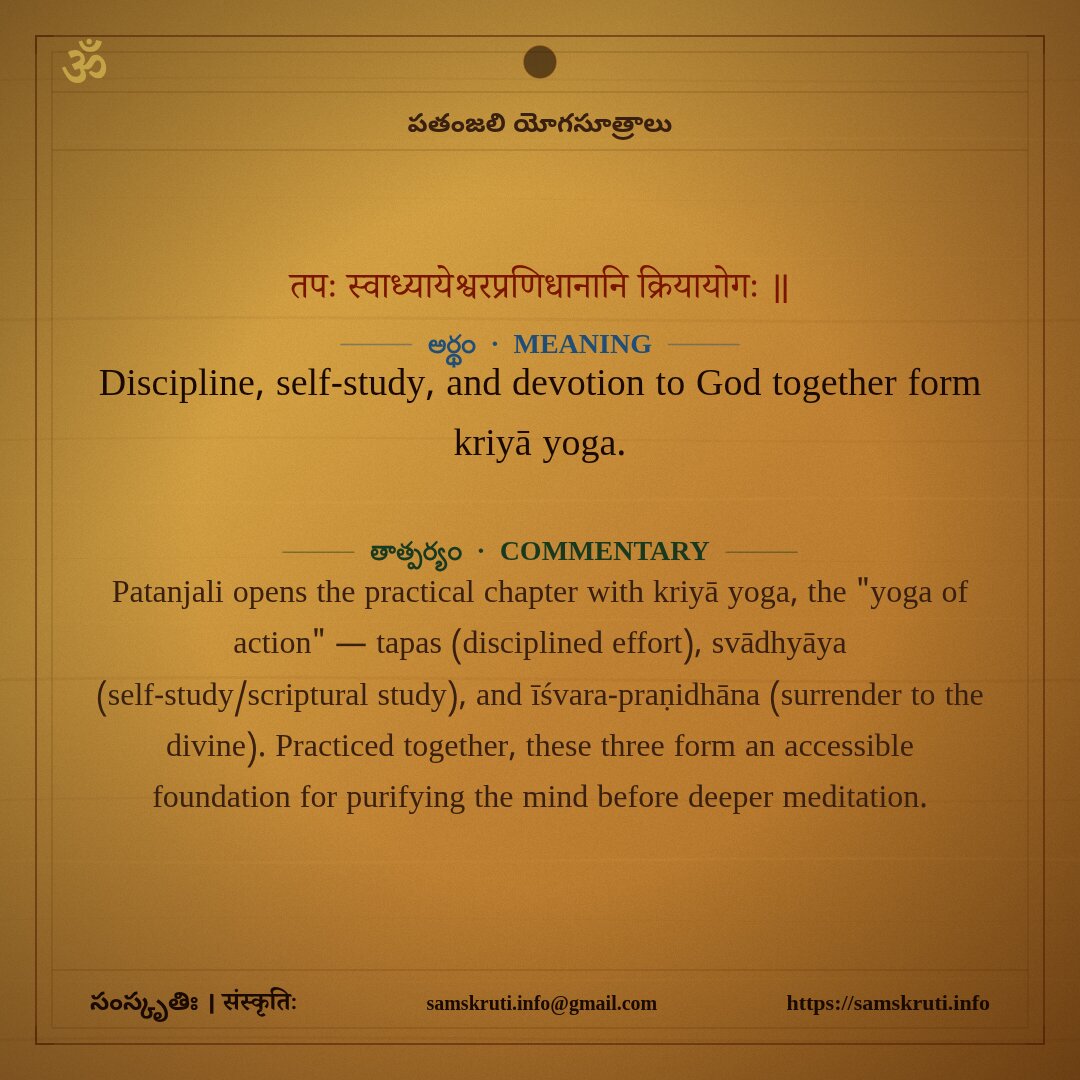 ॐ
పతంజలి యోగసూత్రాలు
तपः स्वाध्यायेश्वरप्रणिधानानि क्रियायोगः ॥
అర్థం · MEANING
Discipline, self-study, and devotion to God together form
kriyā yoga.
తాత్పర్యం · COMMENTARY
Patanjali opens the practical chapter with kriyā yoga, the "yoga of
action" — tapas (disciplined effort), svādhyāya
(self-study/scriptural study), and īśvara-praṇidhāna (surrender to the
divine). Practiced together, these three form an accessible
foundation for purifying the mind before deeper meditation.
సంస్కృతిః | संस्कृतिः samskruti.info@gmail.com https://samskruti.info